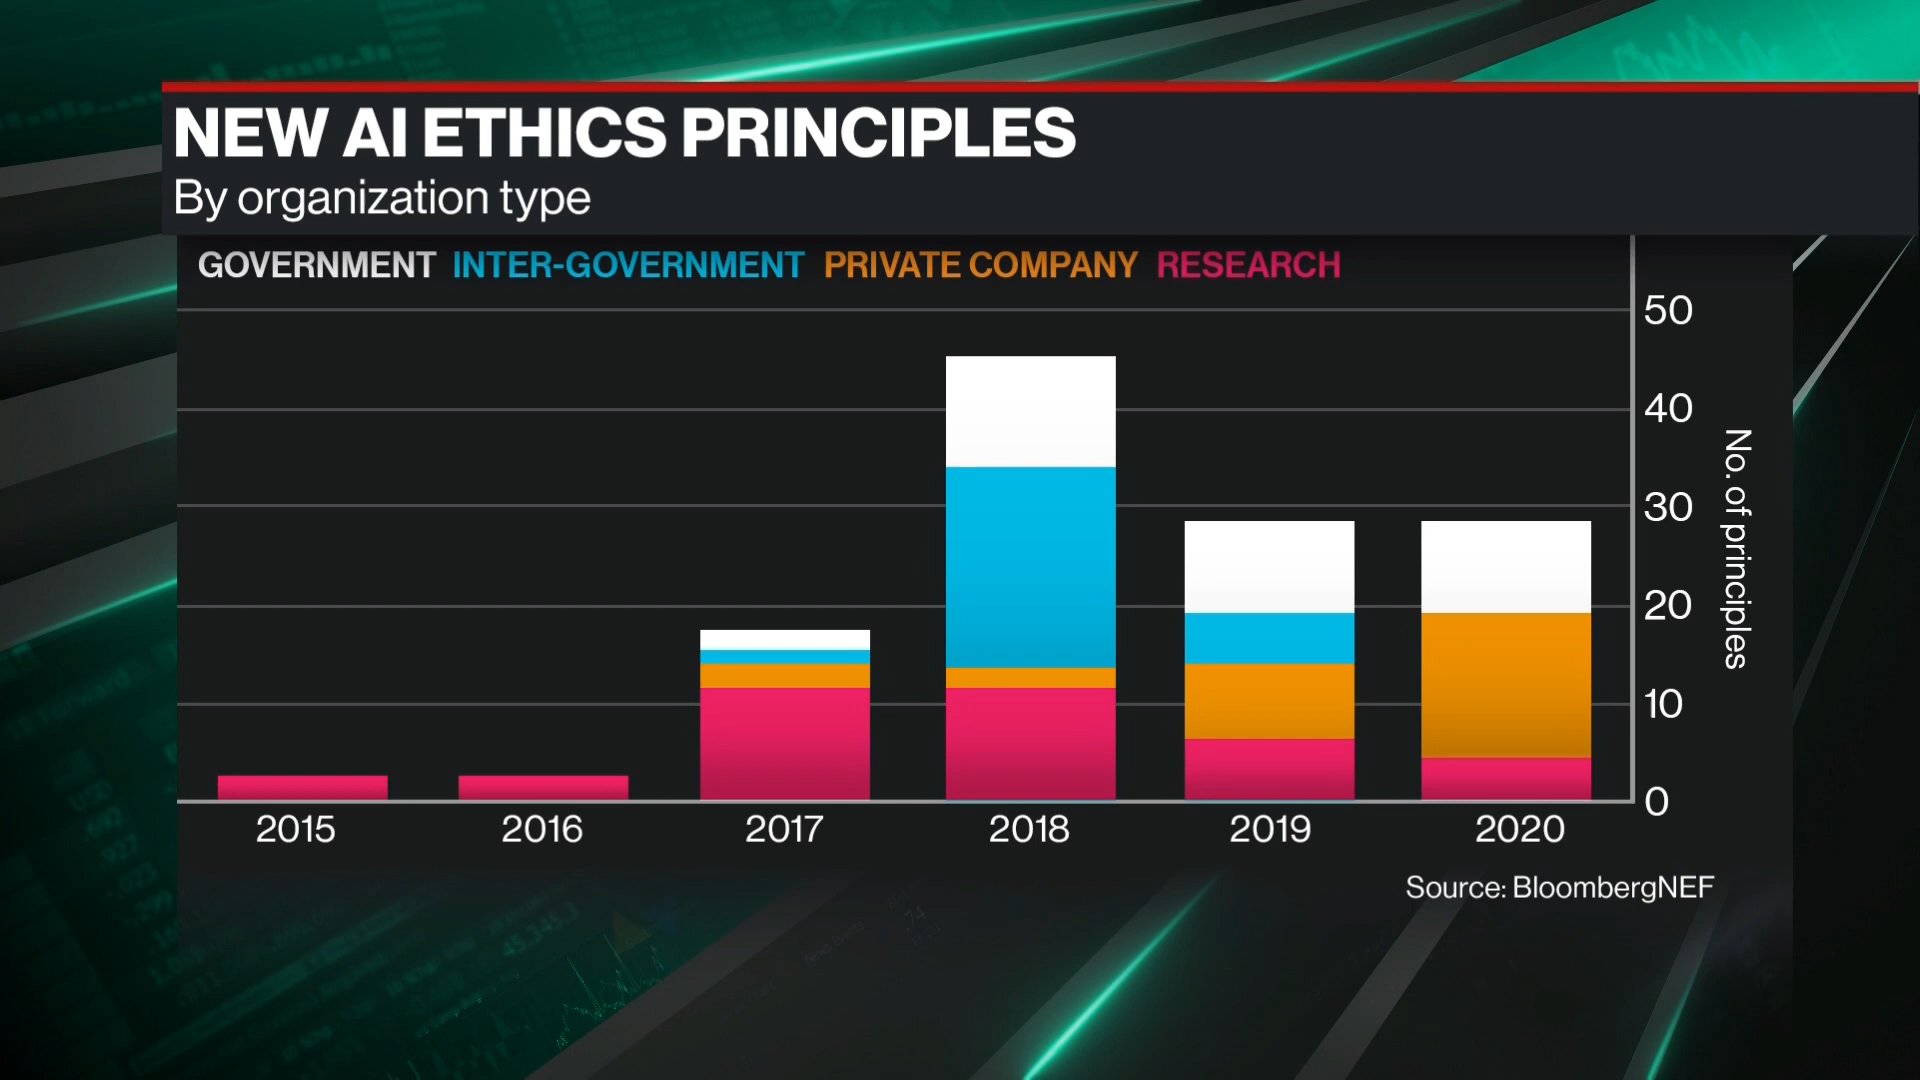 NEW AI ETHICS PRINCIPLES
By organization type
GOVERNMENT INTER-GOVERNMENT PRIVATE COMPANY RESEARCH
50
40
30
20
10
0
No. of principles
2015 2016 2017 2018 2019 2020
Source: BloombergNEF